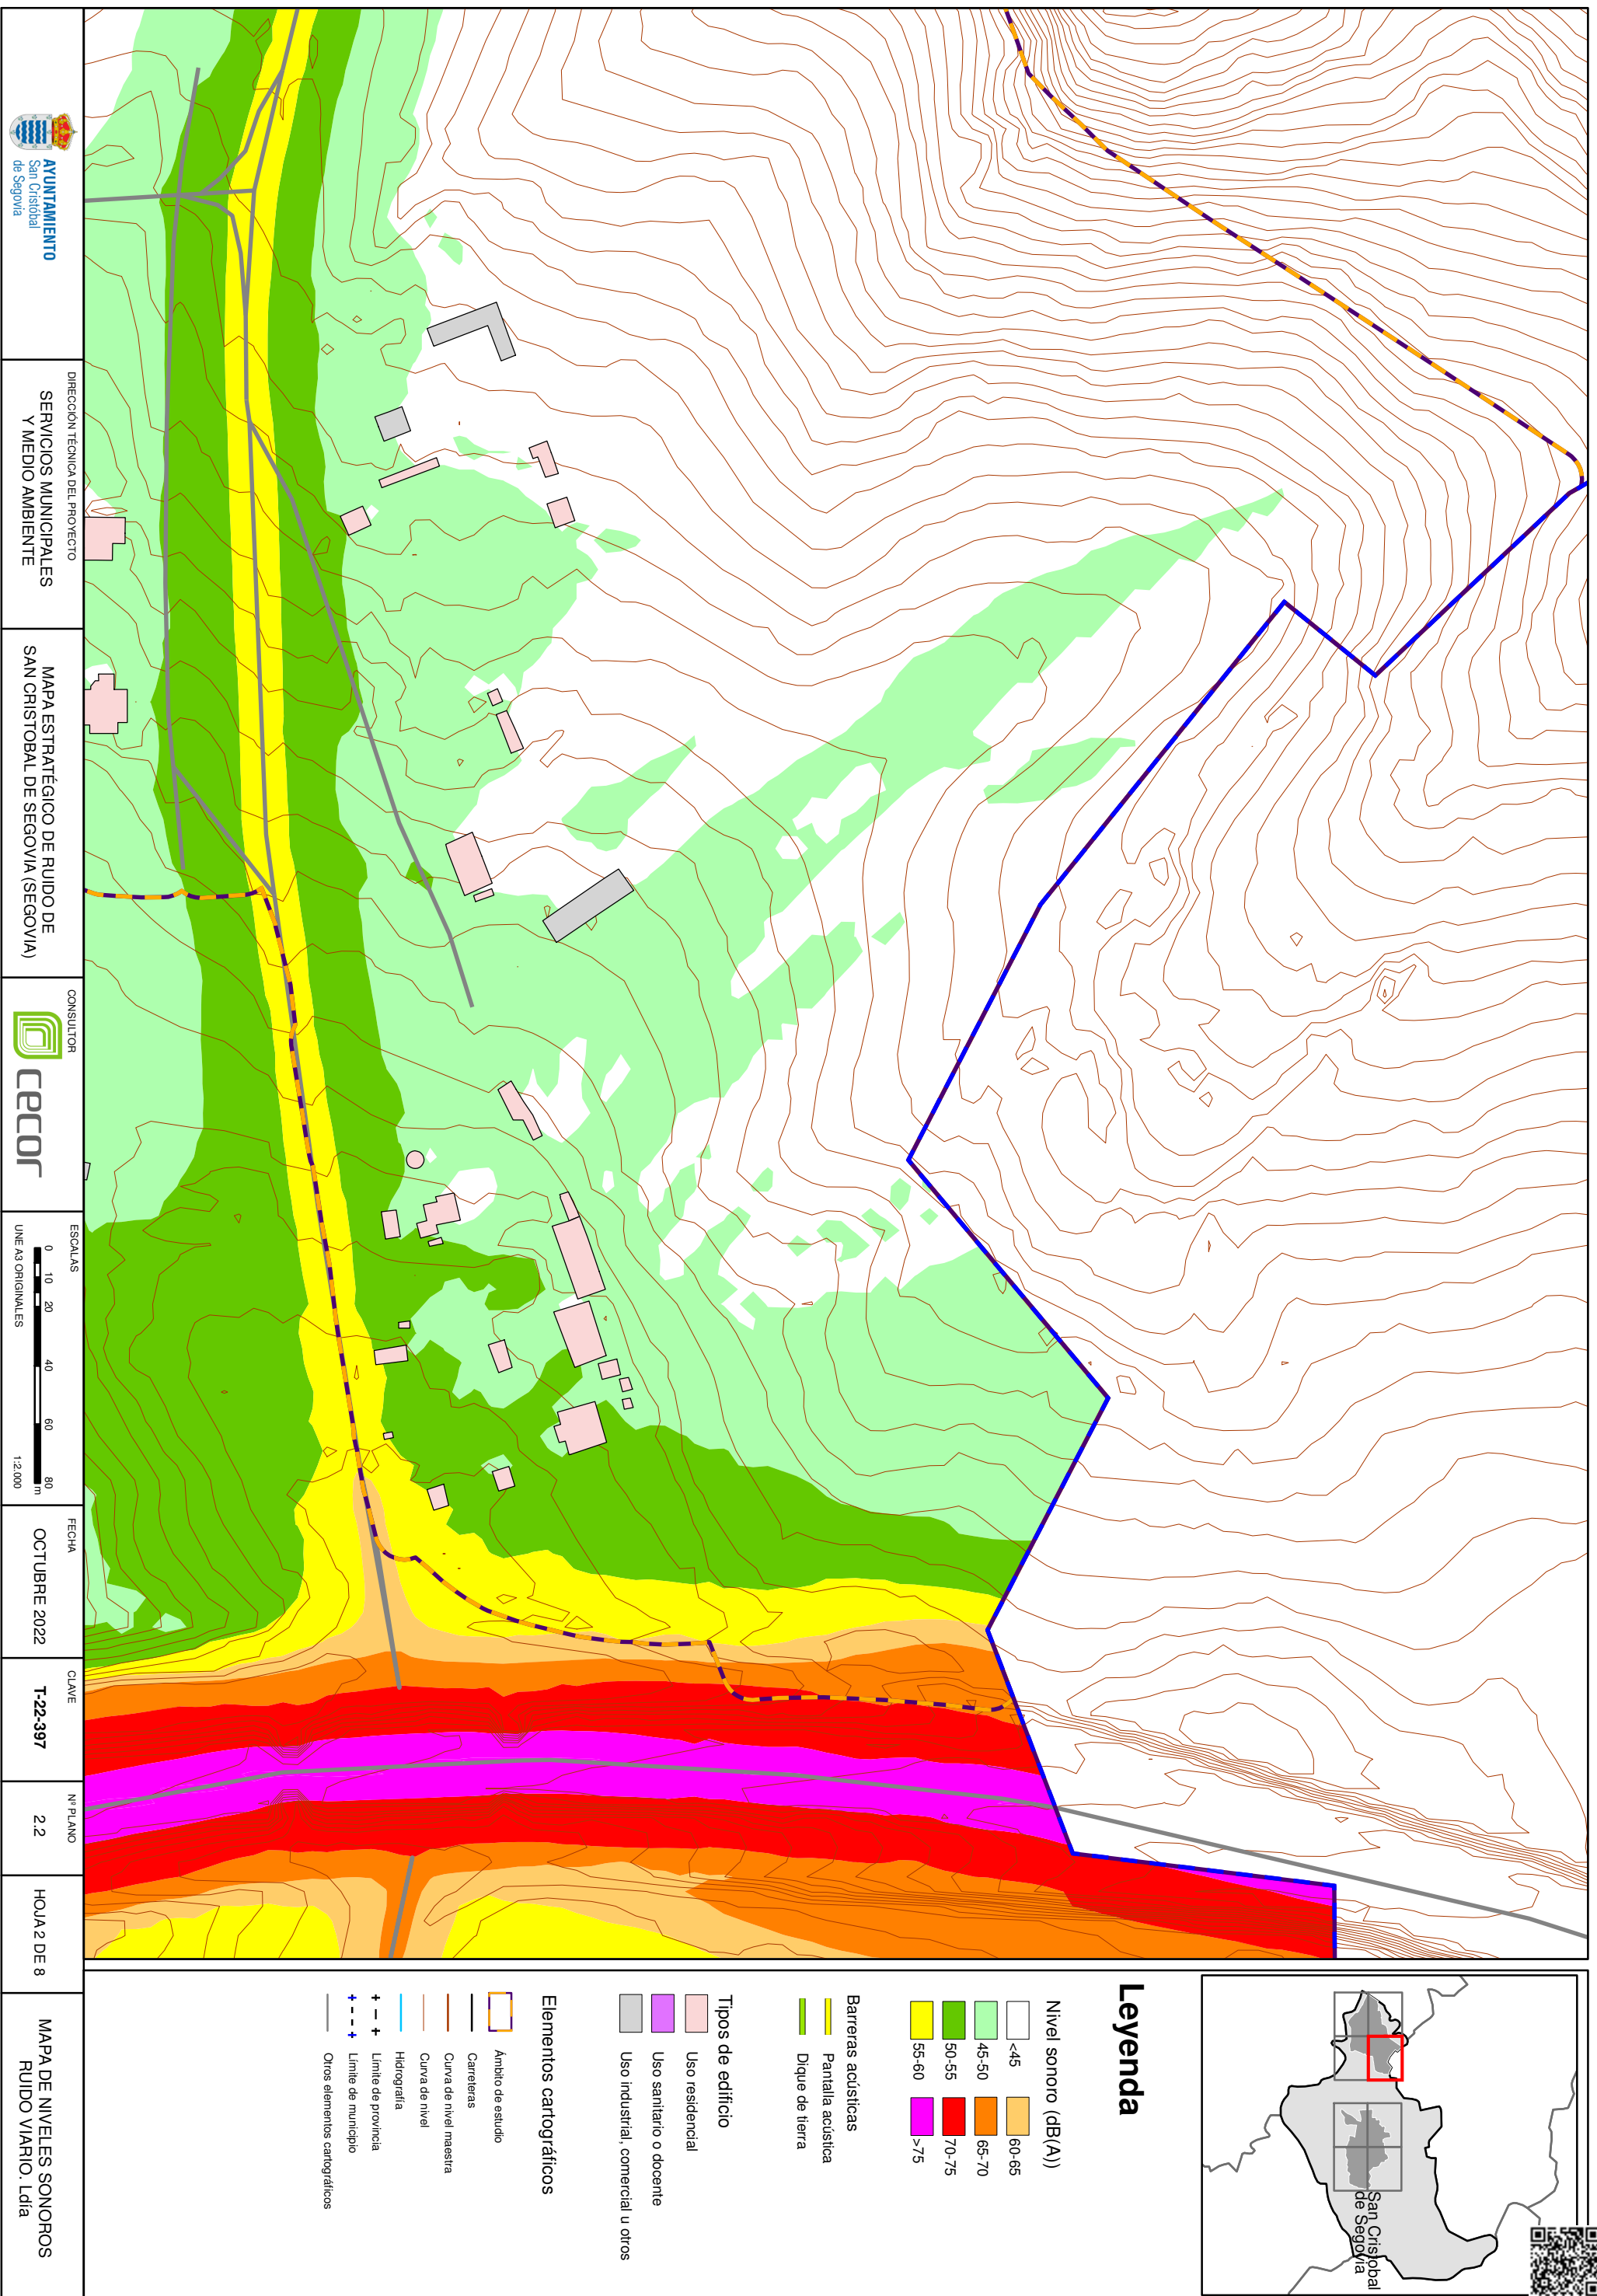 San Cristobal
de Segovia
Leyenda
Nivel sonoro (dB(A))
<45
45-50
50-55
55-60
60-65
65-70
70-75
>75
Barreras acústicas
Pantalla acústica
Dique de tierra
Tipos de edificio
Uso residencial
Uso sanitario o docente
Uso industrial, comercial u otros
Elementos cartográficos
Ámbito de estudio
Carreteras
Curva de nivel maestra
Curva de nivel
Hidrografía
Límite de provincia
Límite de municipio
Otros elementos cartográficos
AYUNTAMIENTO
San Cristóbal
de Segovia
DIRECCIÓN TÉCNICA DEL PROYECTO
SERVICIOS MUNICIPALES
Y MEDIO AMBIENTE
MAPA ESTRATÉGICO DE RUIDO DE
SAN CRISTOBAL DE SEGOVIA (SEGOVIA)
CONSULTOR
cecor
ESCALAS
0 10 20 40 60 80 m
UNE A3 ORIGINALES 1:2.000
FECHA
OCTUBRE 2022
CLAVE
T-22-397
Nº PLANO
2.2
HOJA 2 DE 8
MAPA DE NIVELES SONOROS
RUIDO VIARIO. Ldía